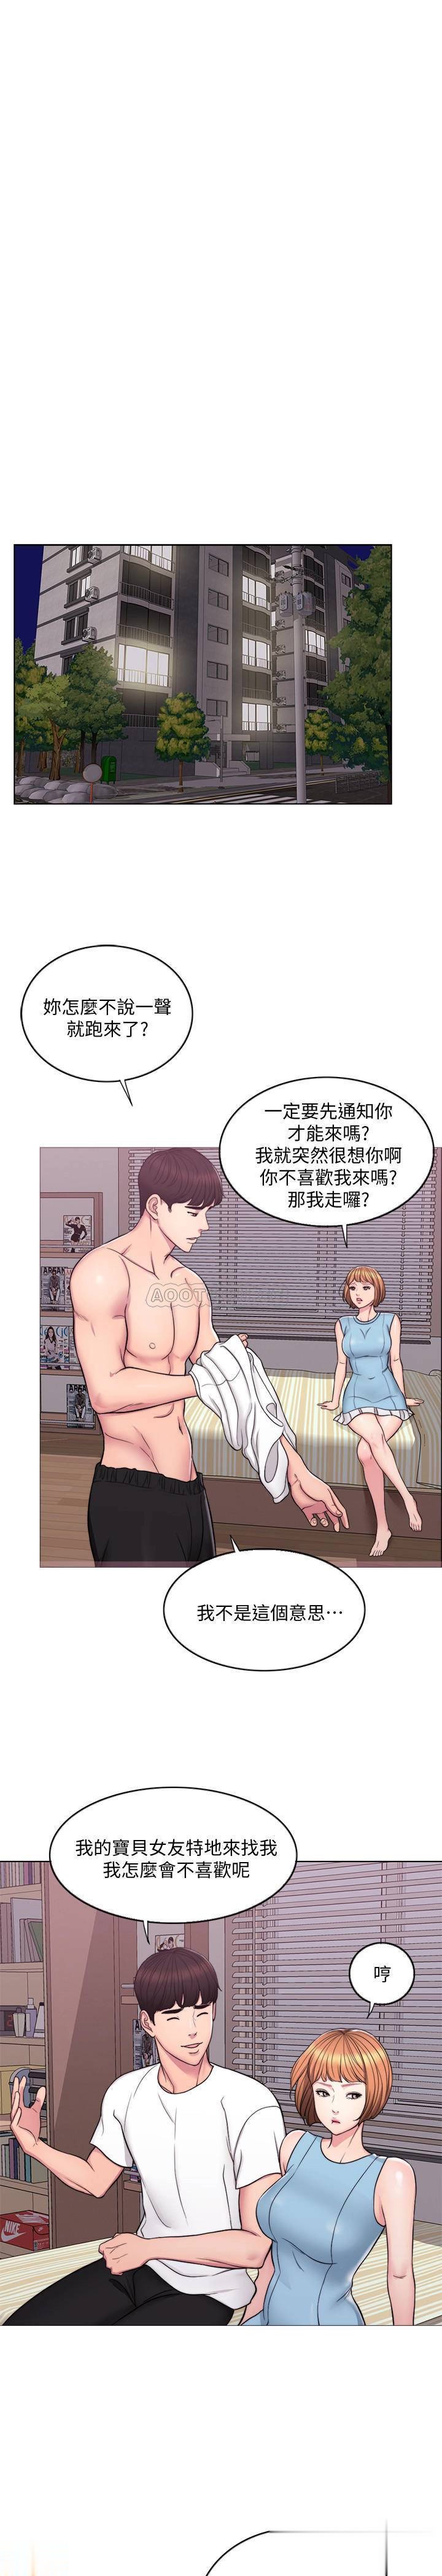 妳怎麼不說一聲
就跑來了?
一定要先通知你
才能來嗎?
我就突然很想你啊
你不喜歡我來嗎?
那我走囉?
我不是這個意思⋯
我的寶貝女友特地來找我
我怎麼會不喜歡呢
哼